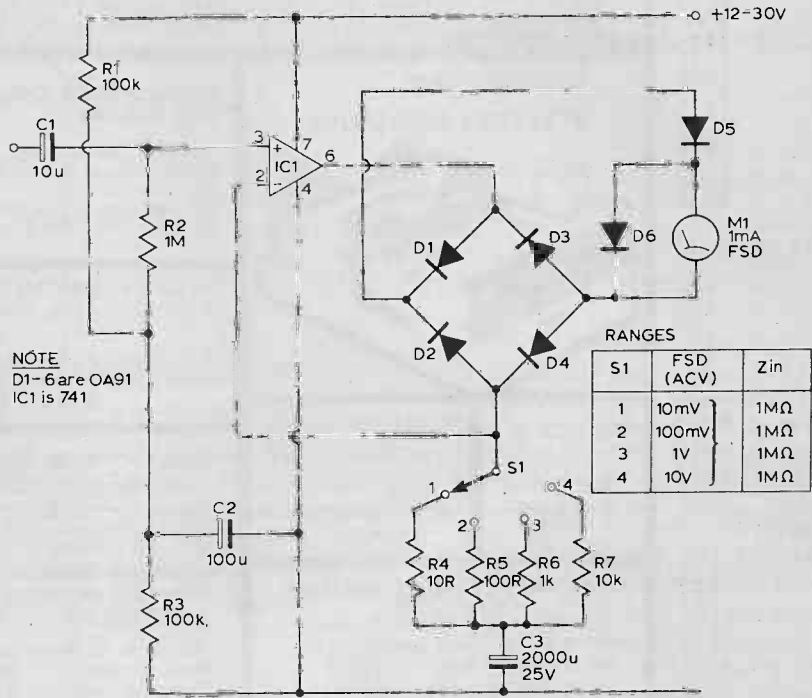 +12-30V
R1
100k
C1
10u
3
+
7
IC1
6
2
-
4
D5
R2
1M
D1
D3
D6
M1
1mA
FSD
D2
D4
NOTE
D1-6 are OA91
IC1 is 741
RANGES
S1 FSD (ACV) Zin
1 10mV 1MΩ
2 100mV 1MΩ
3 1V 1MΩ
4 10V 1MΩ
S1
1
2
3
4
C2
100u
R4
10R
R5
100R
R6
1k
R7
10k
R3
100k
C3
2000u
25V